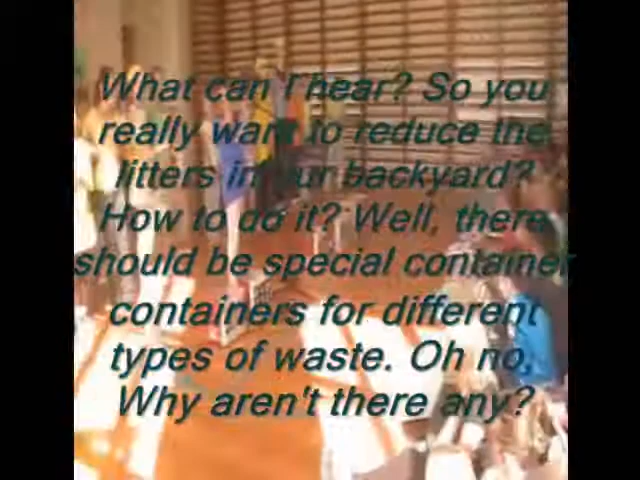 What can I hear? So you
really want to reduce the
litters in our backyard?
How to do it? Well, there
should be special container
containers for different
types of waste. Oh no,
Why aren't there any?